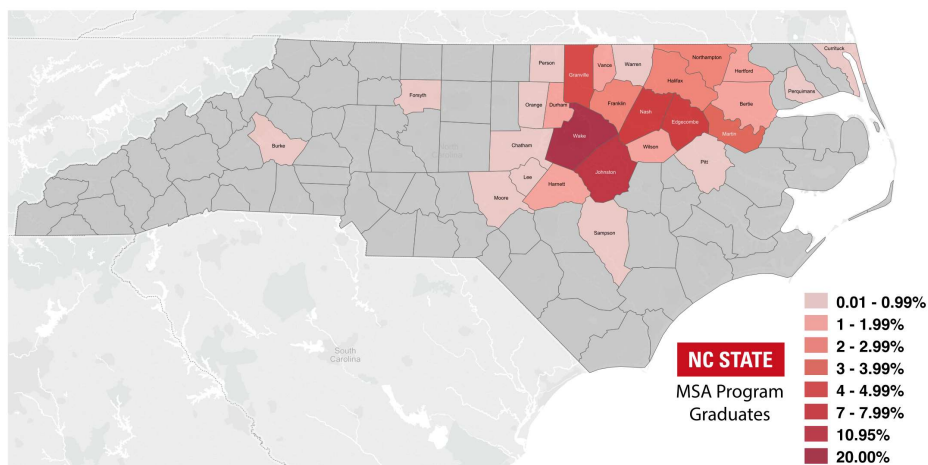 Currituck
Northampton
Person
Vance
Warren
Granville
Hertford
Halifax
Perquimans
Forsyth
Orange
Durham
Franklin
Bertie
Nash
Edgecombe
Martin
Wake
Burke
Chatham
Wilson
Pitt
Johnston
Lee
Harnett
Moore
Sampson
South
Carolina
0.01 - 0.99%
1 - 1.99%
2 - 2.99%
3 - 3.99%
4 - 4.99%
7 - 7.99%
10.95%
20.00%
NC STATE
MSA Program
Graduates